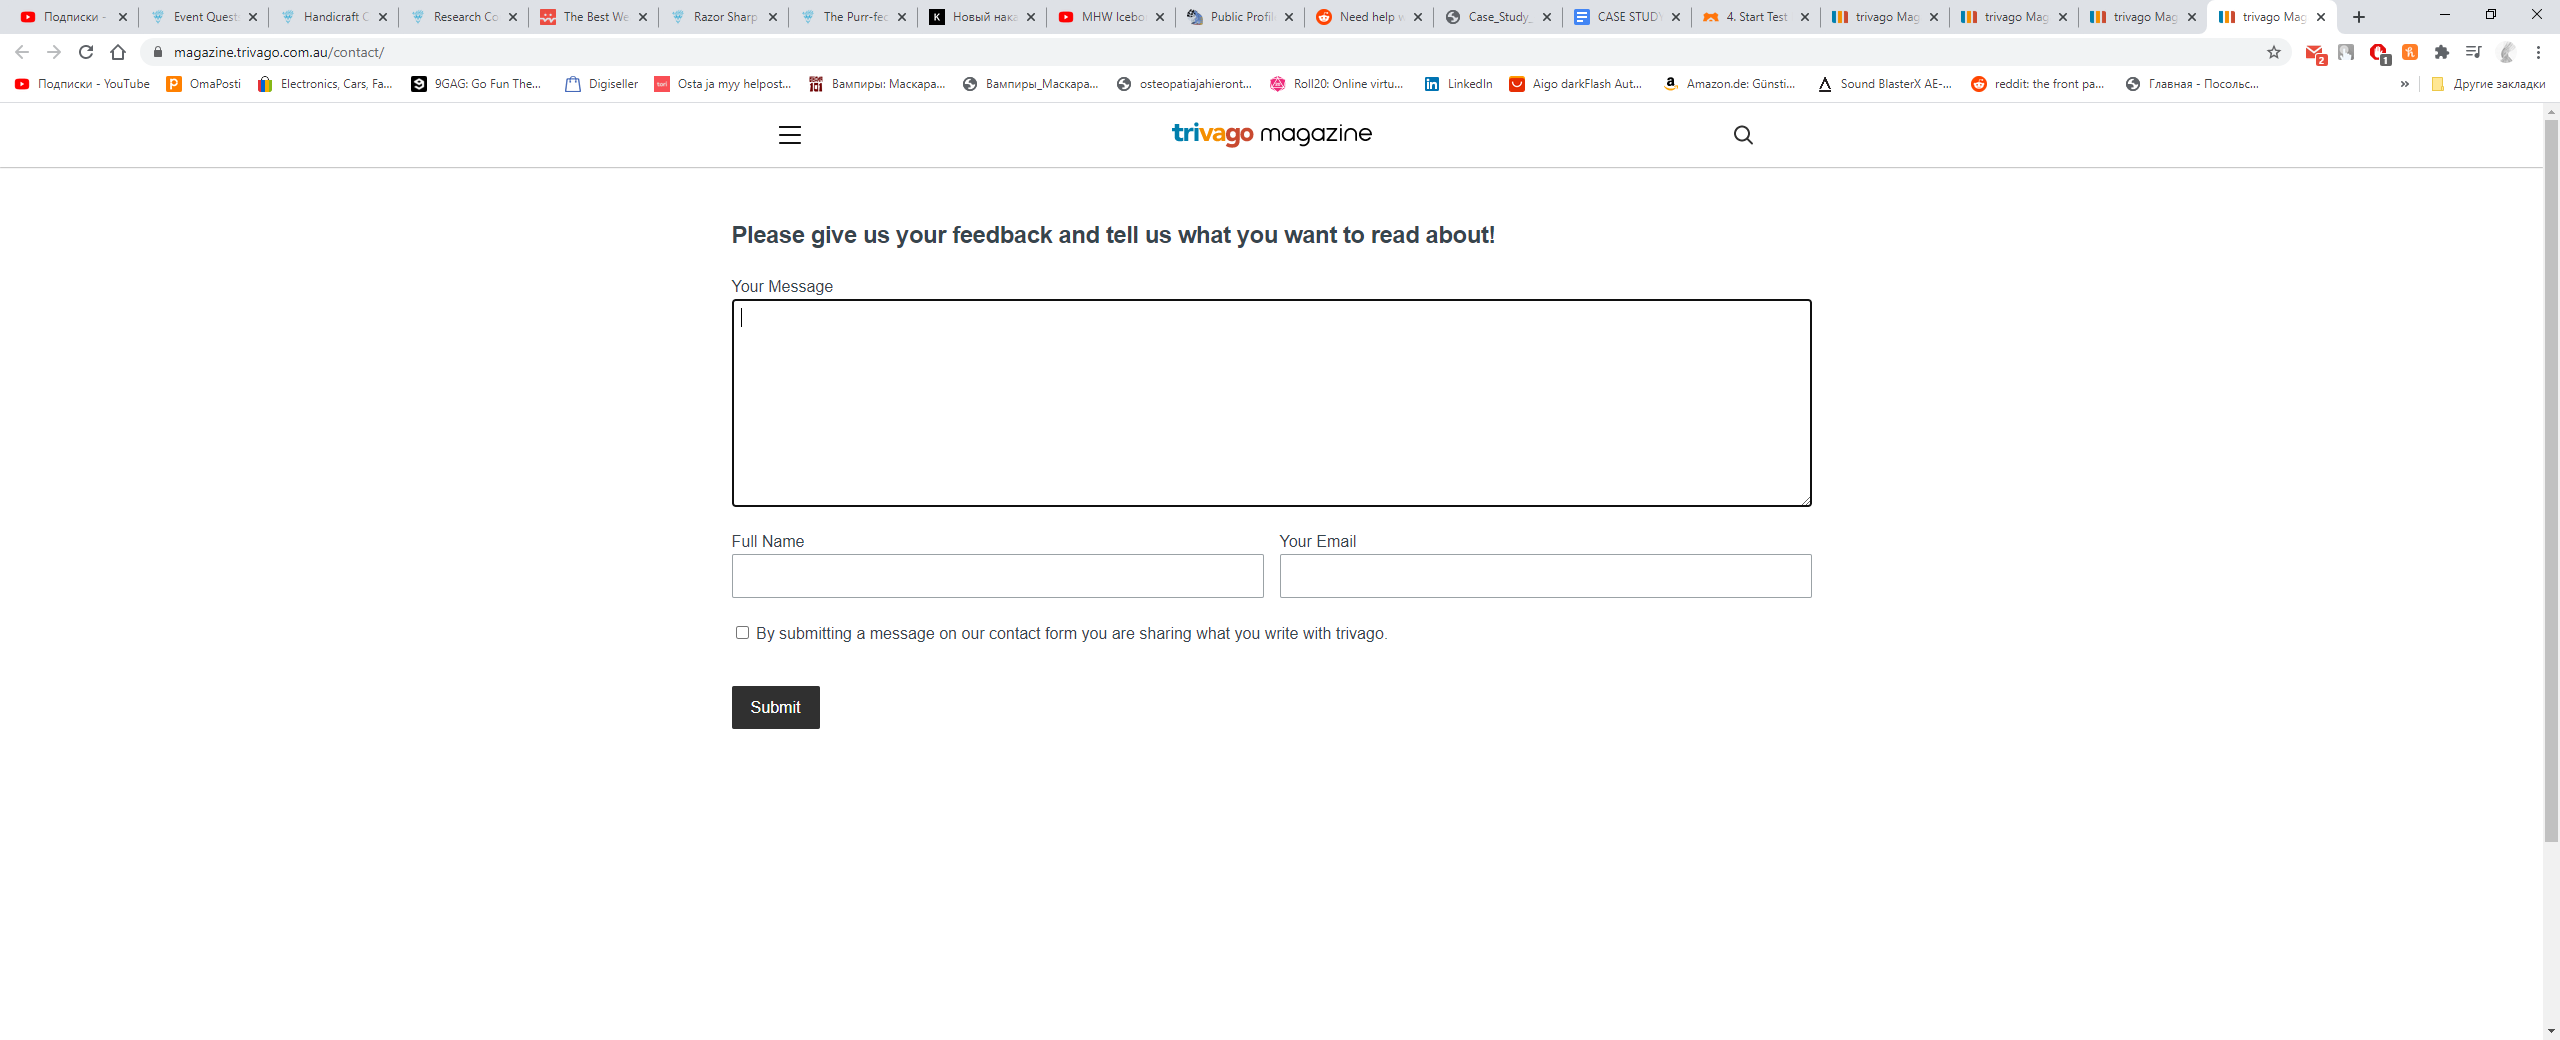 Подписки -
Event Quest
Handicraft C
Research Co
The Best We
Razor Sharp
The Purr-fec
Новый нака
MHW Icebo
Public Profil
Need help w
Case_Study_
CASE STUDY
4. Start Test
trivago Mag
trivago Mag
trivago Mag
trivago Mag
magazine.trivago.com.au/contact/
2
1
Подписки - YouTube
OmaPosti
Electronics, Cars, Fa...
9GAG: Go Fun The...
Digiseller
Osta ja myy helpost...
Вампиры: Маскара...
Вампиры_Маскара...
osteopatiajahieront...
Roll20: Online virtu...
LinkedIn
Aigo darkFlash Aut...
Amazon.de: Günsti...
Sound BlasterX AE-...
reddit: the front pa...
Главная - Посольс...
»
Другие закладки
trivago magazine
Please give us your feedback and tell us what you want to read about!
Your Message
Full Name
Your Email
By submitting a message on our contact form you are sharing what you write with trivago.
Submit